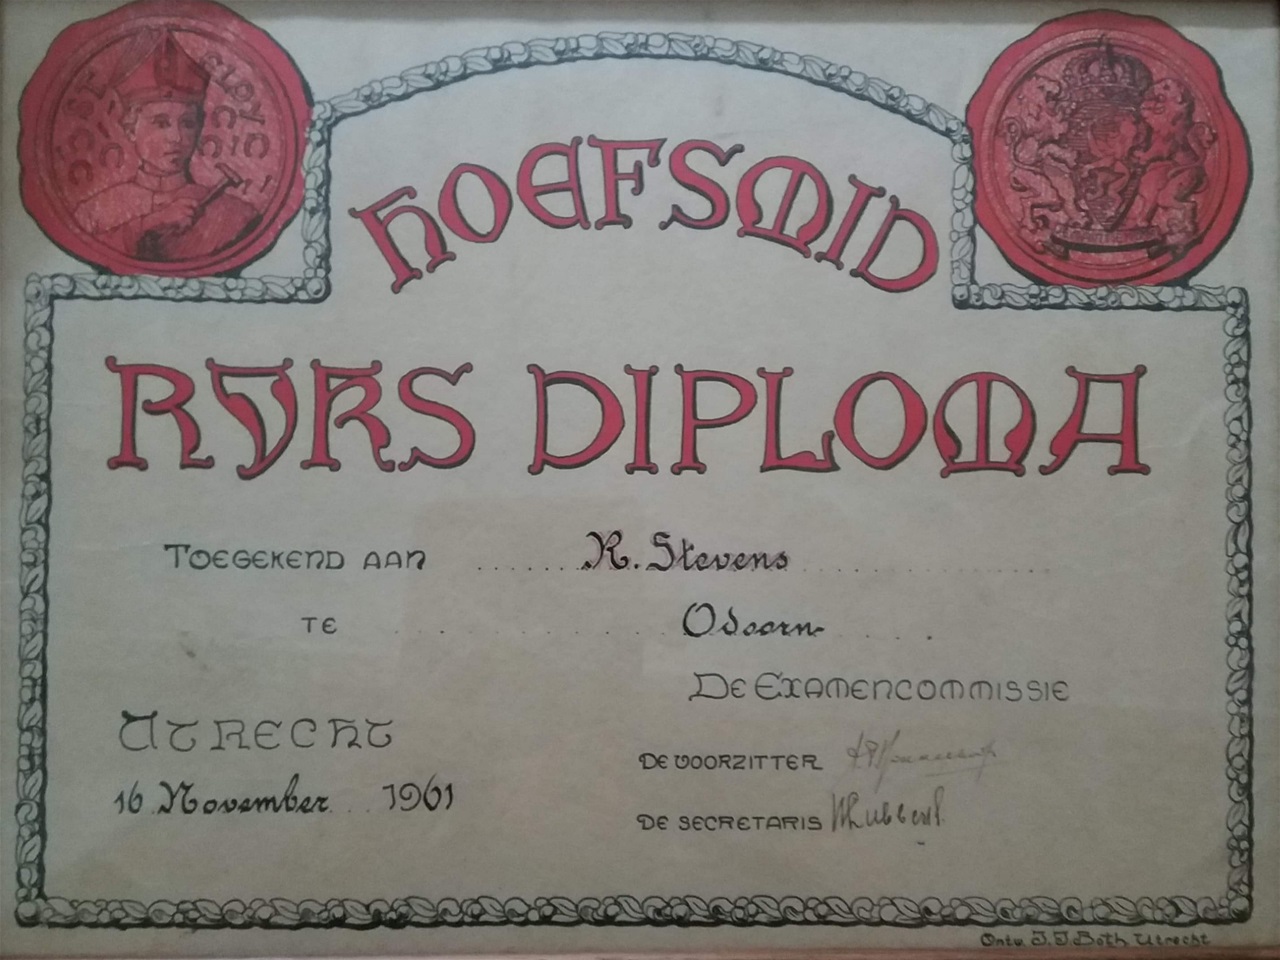 HOEFSMID
RYKS DIPLOMA
TOEGEKEND AAN R. Stevens
TE Odoorn
DE EXAMENCOMMISSIE
UTRECHT
DE VOORZITTER
16 November 1961
DE SECRETARIS
Ontw. J.J. Both Utrecht